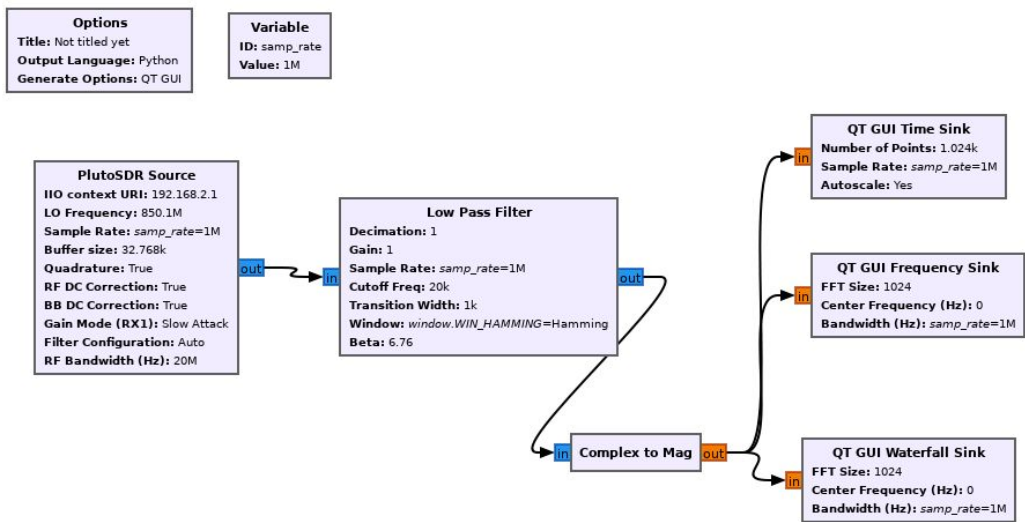 Options
Title: Not titled yet
Output Language: Python
Generate Options: QT GUI
Variable
ID: samp_rate
Value: 1M
PlutoSDR Source
IIO context URI: 192.168.2.1
LO Frequency: 850.1M
Sample Rate: samp_rate=1M
Buffer size: 32.768k
Quadrature: True
RF DC Correction: True
BB DC Correction: True
Gain Mode (RX1): Slow Attack
Filter Configuration: Auto
RF Bandwidth (Hz): 20M
out
in
Low Pass Filter
Decimation: 1
Gain: 1
Sample Rate: samp_rate=1M
Cutoff Freq: 20k
Transition Width: 1k
Window: window.WIN_HAMMING=Hamming
Beta: 6.76
out
in
Complex to Mag
out
in
QT GUI Time Sink
Number of Points: 1.024k
Sample Rate: samp_rate=1M
Autoscale: Yes
in
QT GUI Frequency Sink
FFT Size: 1024
Center Frequency (Hz): 0
Bandwidth (Hz): samp_rate=1M
in
QT GUI Waterfall Sink
FFT Size: 1024
Center Frequency (Hz): 0
Bandwidth (Hz): samp_rate=1M